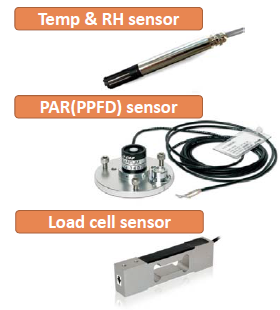 Temp & RH sensor
PAR(PPFD) sensor
Load cell sensor